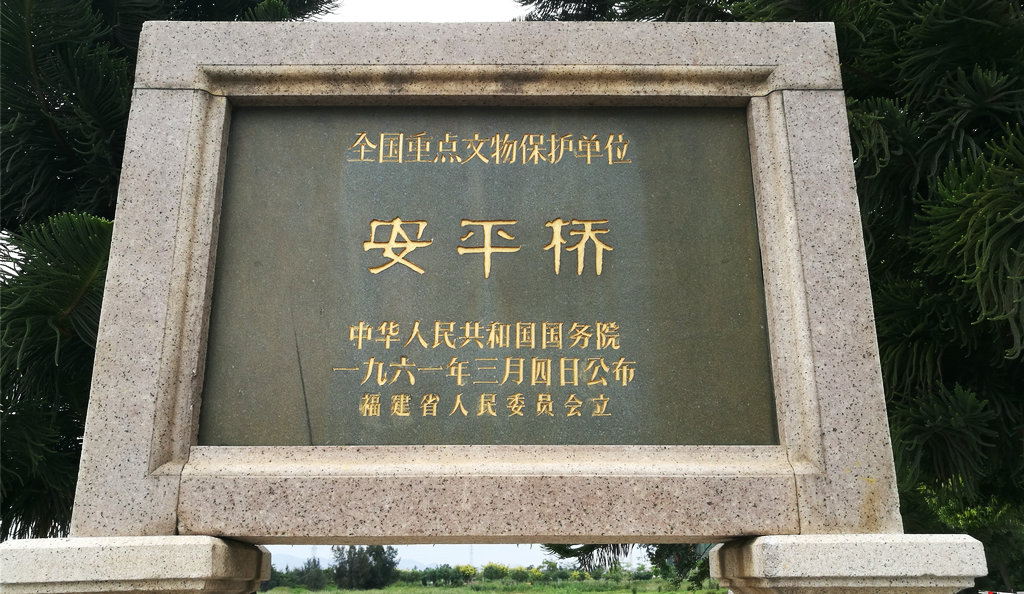 全国重点文物保护单位
安平桥
中华人民共和国国务院
一九六一年三月四日公布
福建省人民委员会立